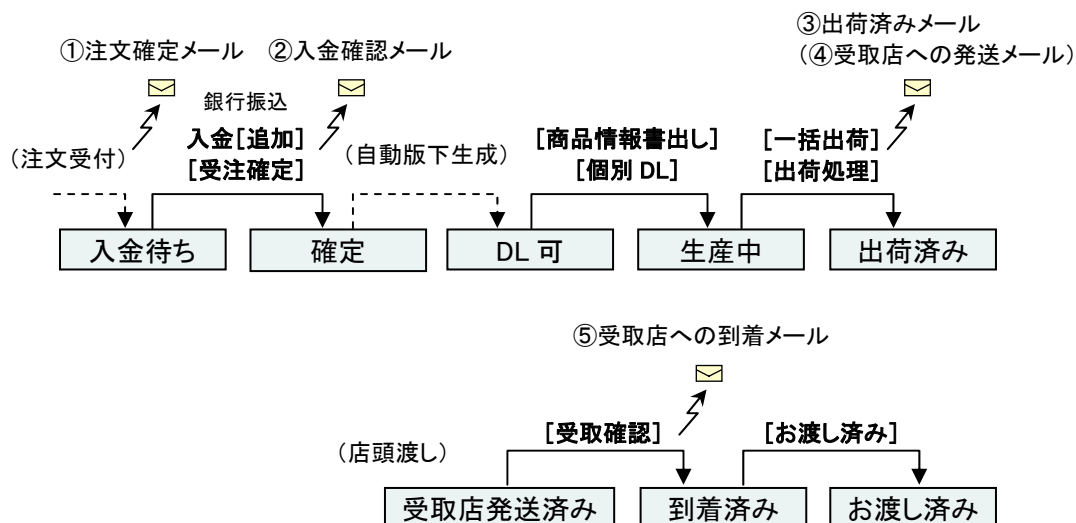 ③出荷済みメール
①注文確定メール ②入金確認メール
(④受取店への発送メール)
銀行振込
入金[追加]
[受注確定]
(注文受付)
(自動版下生成)
[商品情報書出し]
[個別 DL]
[一括出荷]
[出荷処理]
入金待ち
確定
DL 可
生産中
出荷済み
⑤受取店への到着メール
(店頭渡し)
[受取確認]
[お渡し済み]
受取店発送済み
到着済み
お渡し済み